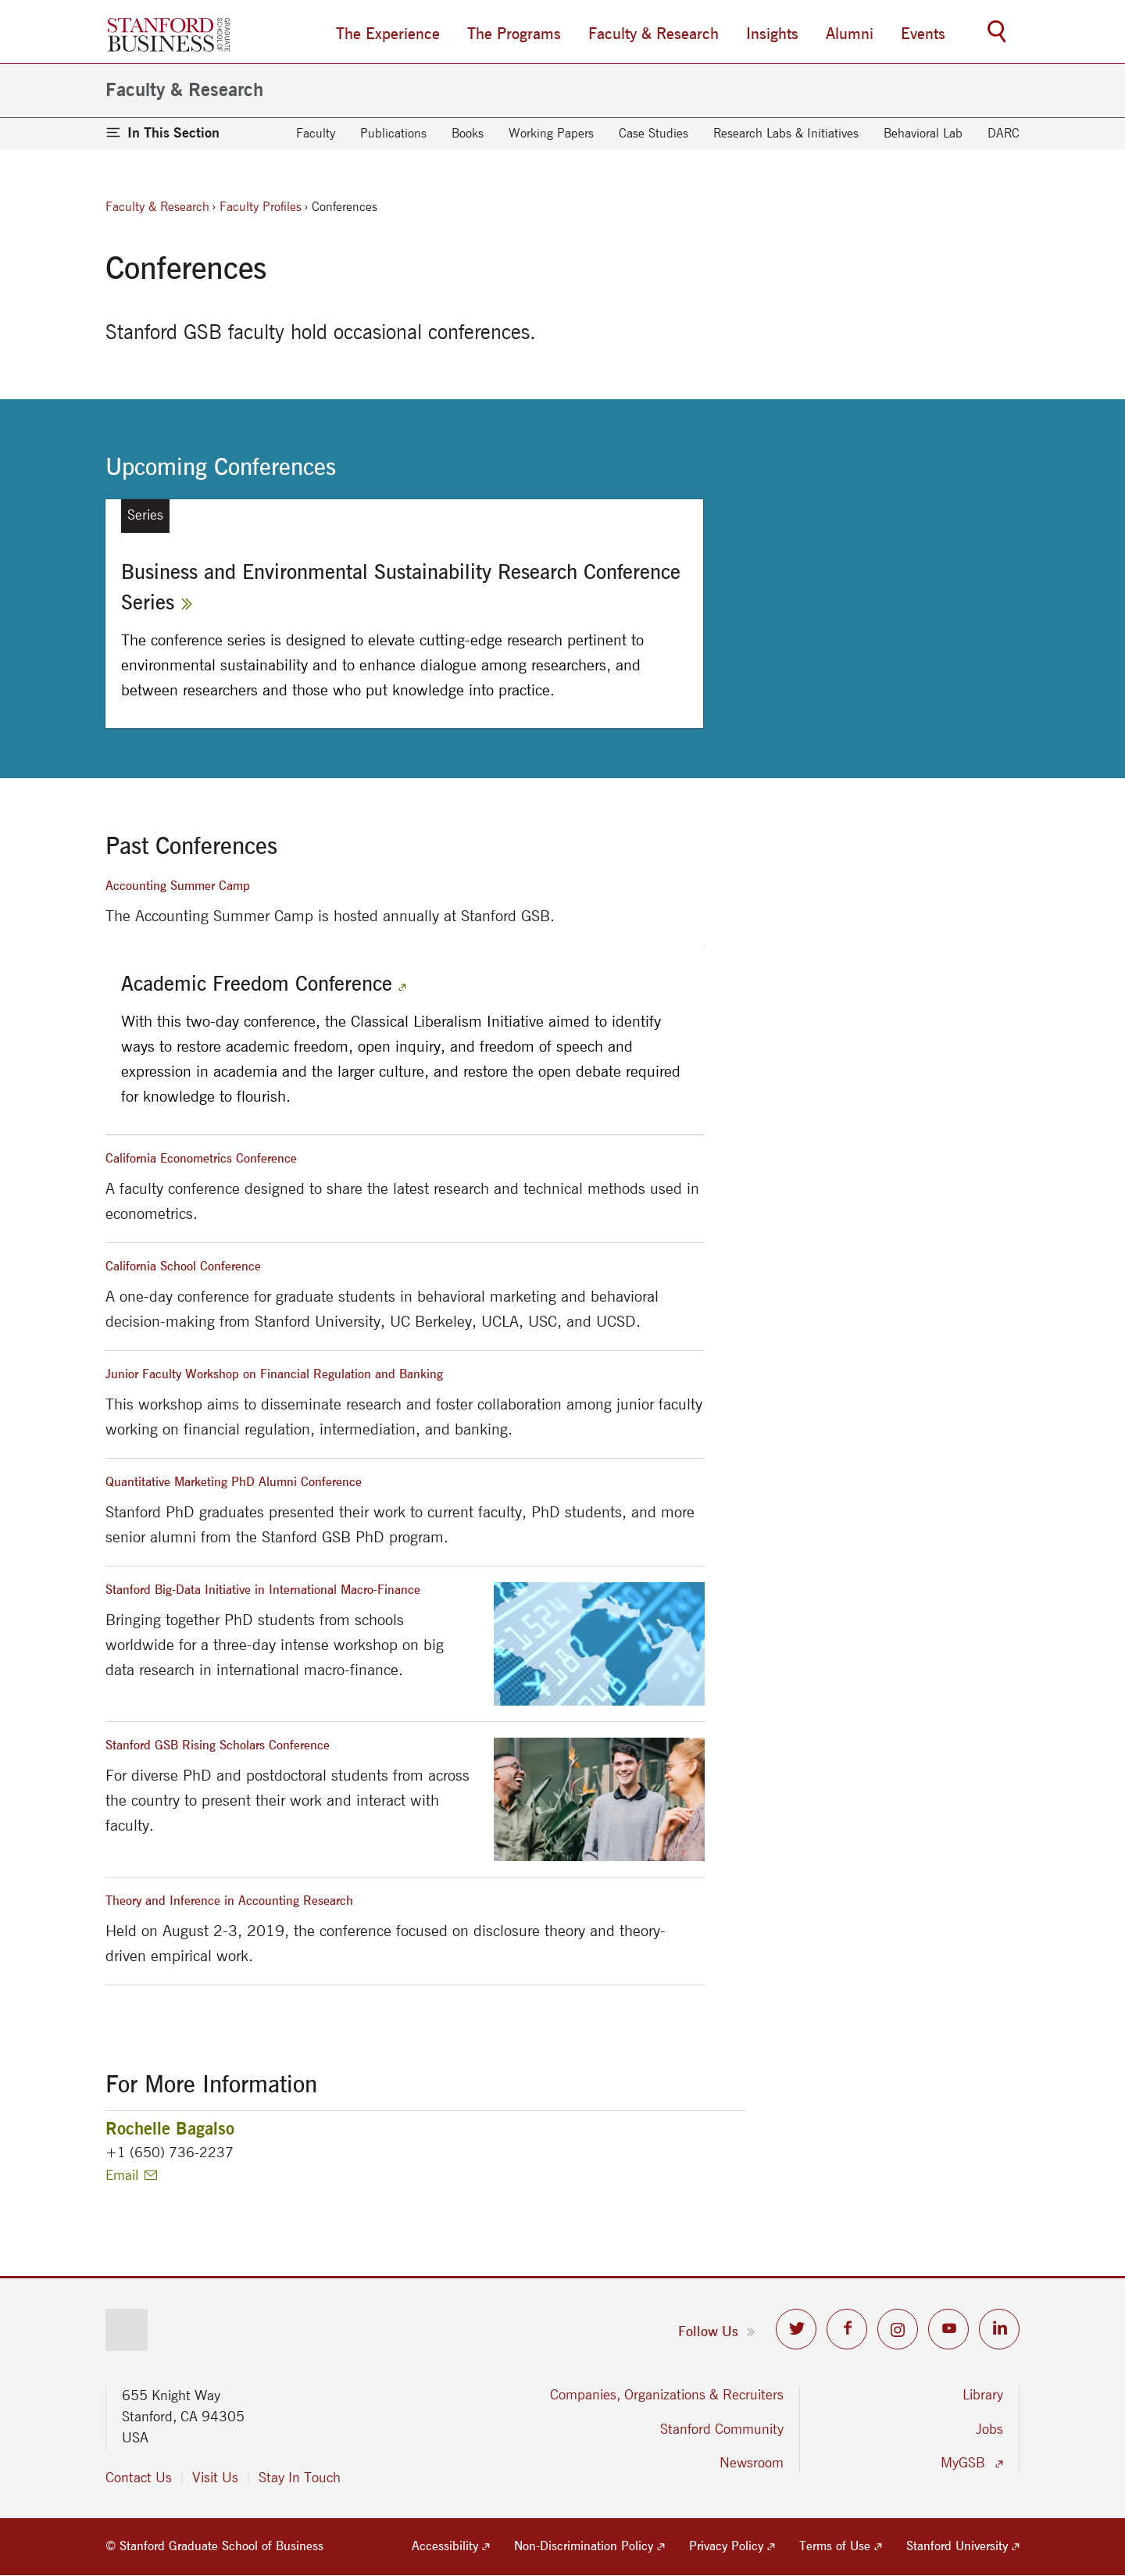 STANFORD
BUSINESS
GRADUATE
SCHOOL OF
The Experience
The Programs
Faculty & Research
Insights
Alumni
Events
Faculty & Research
In This Section
Faculty
Publications
Books
Working Papers
Case Studies
Research Labs & Initiatives
Behavioral Lab
DARC
Faculty & Research › Faculty Profiles › Conferences
Conferences
Stanford GSB faculty hold occasional conferences.
Upcoming Conferences
Series
Business and Environmental Sustainability Research Conference
Series
The conference series is designed to elevate cutting-edge research pertinent to
environmental sustainability and to enhance dialogue among researchers, and
between researchers and those who put knowledge into practice.
Past Conferences
Accounting Summer Camp
The Accounting Summer Camp is hosted annually at Stanford GSB.
Academic Freedom Conference
With this two-day conference, the Classical Liberalism Initiative aimed to identify
ways to restore academic freedom, open inquiry, and freedom of speech and
expression in academia and the larger culture, and restore the open debate required
for knowledge to flourish.
California Econometrics Conference
A faculty conference designed to share the latest research and technical methods used in
econometrics.
California School Conference
A one-day conference for graduate students in behavioral marketing and behavioral
decision-making from Stanford University, UC Berkeley, UCLA, USC, and UCSD.
Junior Faculty Workshop on Financial Regulation and Banking
This workshop aims to disseminate research and foster collaboration among junior faculty
working on financial regulation, intermediation, and banking.
Quantitative Marketing PhD Alumni Conference
Stanford PhD graduates presented their work to current faculty, PhD students, and more
senior alumni from the Stanford GSB PhD program.
Stanford Big-Data Initiative in International Macro-Finance
Bringing together PhD students from schools
worldwide for a three-day intense workshop on big
data research in international macro-finance.
Stanford GSB Rising Scholars Conference
For diverse PhD and postdoctoral students from across
the country to present their work and interact with
faculty.
Theory and Inference in Accounting Research
Held on August 2-3, 2019, the conference focused on disclosure theory and theory-
driven empirical work.
For More Information
Rochelle Bagalso
+1 (650) 736-2237
Email
Follow Us
655 Knight Way
Stanford, CA 94305
USA
Contact Us
Visit Us
Stay In Touch
Companies, Organizations & Recruiters
Stanford Community
Newsroom
Library
Jobs
MyGSB
© Stanford Graduate School of Business
Accessibility
Non-Discrimination Policy
Privacy Policy
Terms of Use
Stanford University